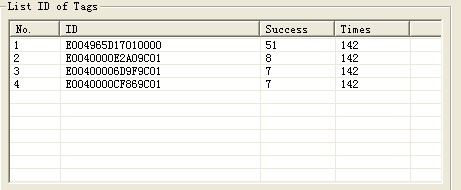 List ID of Tags
No. ID Success Times
1 E004965D17010000 51 142
2 E0040000E2A09C01 8 142
3 E00400006D9F9C01 7 142
4 E0040000CF869C01 7 142